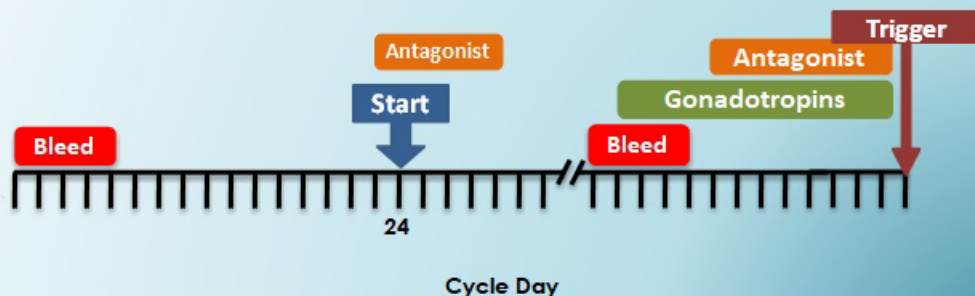 Trigger
Antagonist
Antagonist
Start
Gonadotropins
Bleed
Bleed
24
Cycle Day